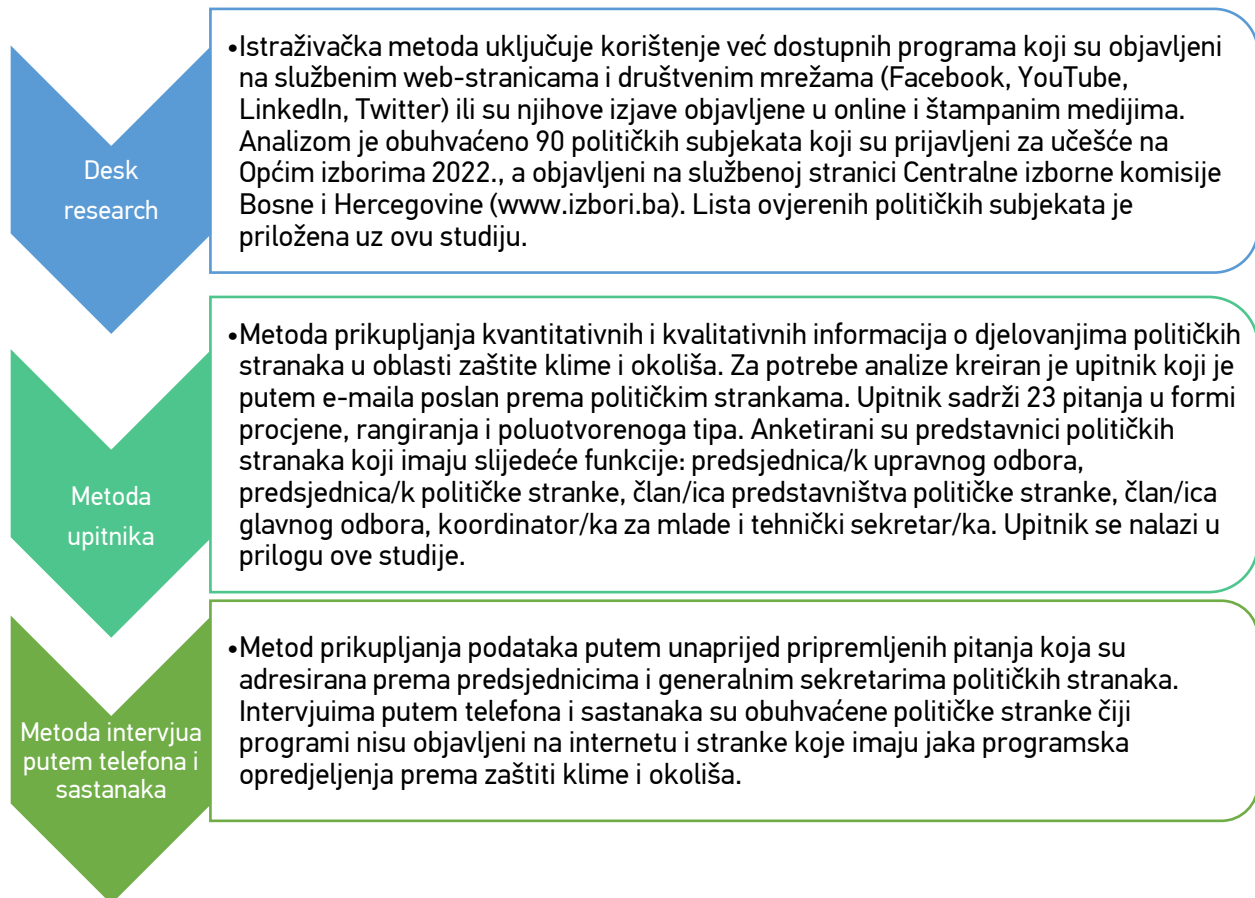 Desk
research
•Istraživačka metoda uključuje korištenje već dostupnih programa koji su objavljeni
na službenim web-stranicama i društvenim mrežama (Facebook, YouTube,
LinkedIn, Twitter) ili su njihove izjave objavljene u online i štampanim medijima.
Analizom je obuhvaćeno 90 političkih subjekata koji su prijavljeni za učešće na
Općim izborima 2022., a objavljeni na službenoj stranici Centralne izborne komisije
Bosne i Hercegovine (www.izbori.ba). Lista ovjerenih političkih subjekata je
priložena uz ovu studiju.
Metoda
upitnika
•Metoda prikupljanja kvantitativnih i kvalitativnih informacija o djelovanjima političkih
stranaka u oblasti zaštite klime i okoliša. Za potrebe analize kreiran je upitnik koji je
putem e-maila poslan prema političkim strankama. Upitnik sadrži 23 pitanja u formi
procjene, rangiranja i poluotvorenoga tipa. Anketirani su predstavnici političkih
stranaka koji imaju slijedeće funkcije: predsjednica/k upravnog odbora,
predsjednica/k političke stranke, član/ica predstavništva političke stranke, član/ica
glavnog odbora, koordinator/ka za mlade i tehnički sekretar/ka. Upitnik se nalazi u
prilogu ove studije.
Metoda intervjua
putem telefona i
sastanaka
•Metod prikupljanja podataka putem unaprijed pripremljenih pitanja koja su
adresirana prema predsjednicima i generalnim sekretarima političkih stranaka.
Intervjuima putem telefona i sastanaka su obuhvaćene političke stranke čiji
programi nisu objavljeni na internetu i stranke koje imaju jaka programska
opredjeljenja prema zaštiti klime i okoliša.